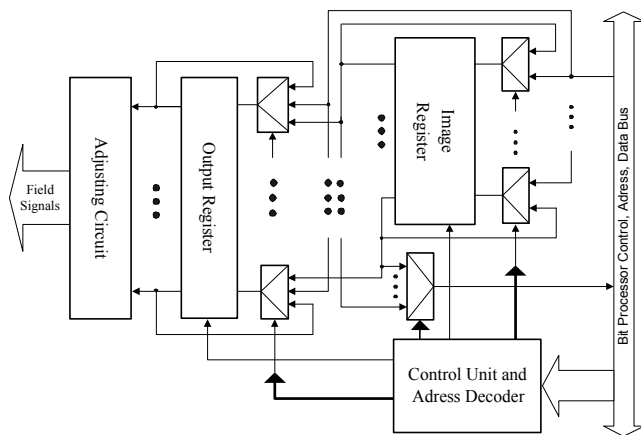 Field
Signals
Adjusting Circuit
Output Register
Image
Register
Control Unit and
Adress Decoder
Bit Processor Control, Adress, Data Bus